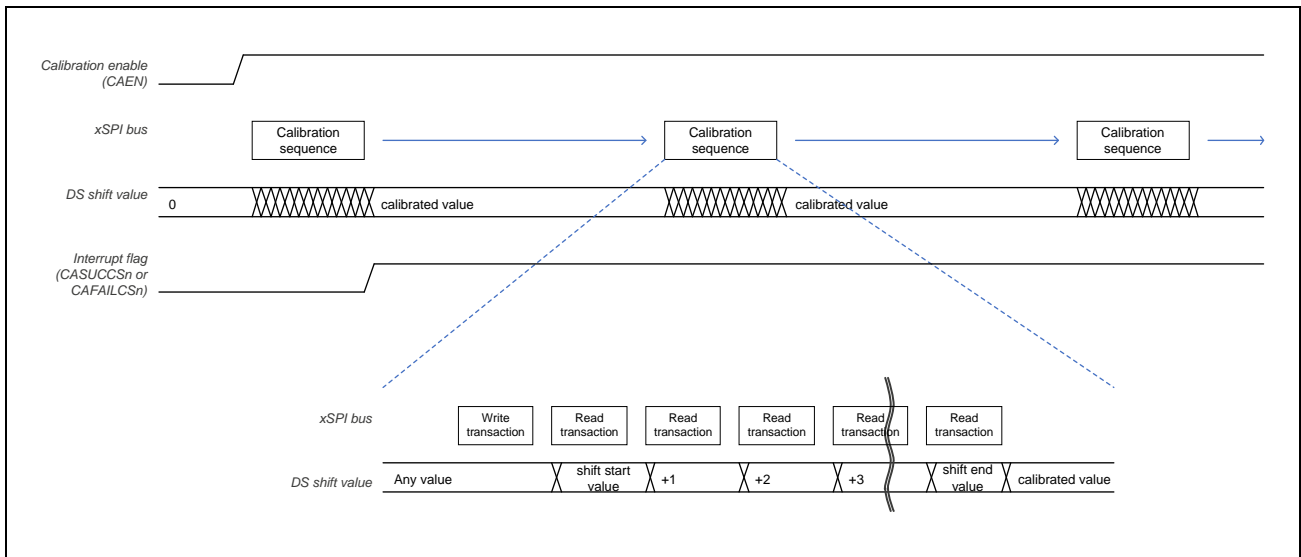 Calibration enable
(CAEN)
xSPI bus
Calibration
sequence
Calibration
sequence
Calibration
sequence
DS shift value
0
calibrated value
calibrated value
Interrupt flag
(CASUCCSn or
CAFAILCSn)
xSPI bus
Write
transaction
Read
transaction
Read
transaction
Read
transaction
Read
transaction
Read
transaction
DS shift value
Any value
shift start
value
+1
+2
+3
shift end
value
calibrated value